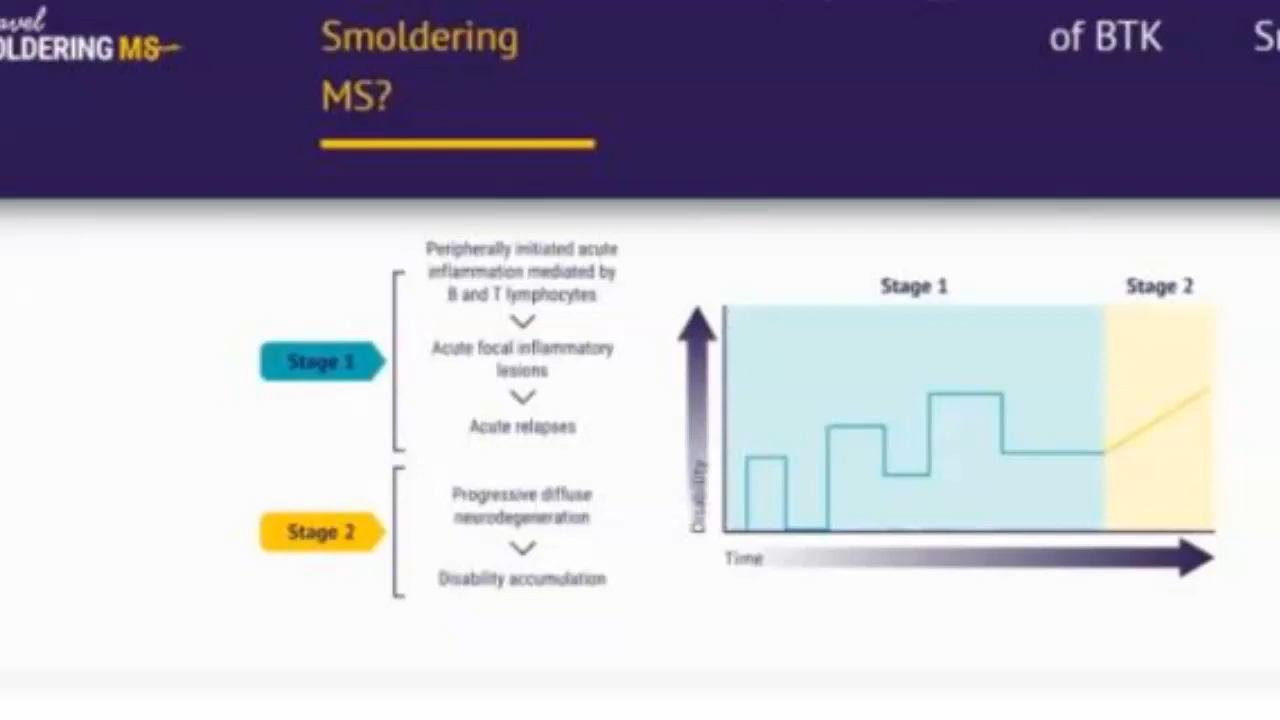 Smoldering
MS?
of BTK
OLDERING MS
Peripherally initiated acute
inflammation mediated by
B and T lymphocytes
Stage 1
Acute focal inflammatory
lesions
Acute relapses
Stage 2
Progressive diffuse
neurodegeneration
Disability accumulation
Stage 1
Stage 2
Disability
Time